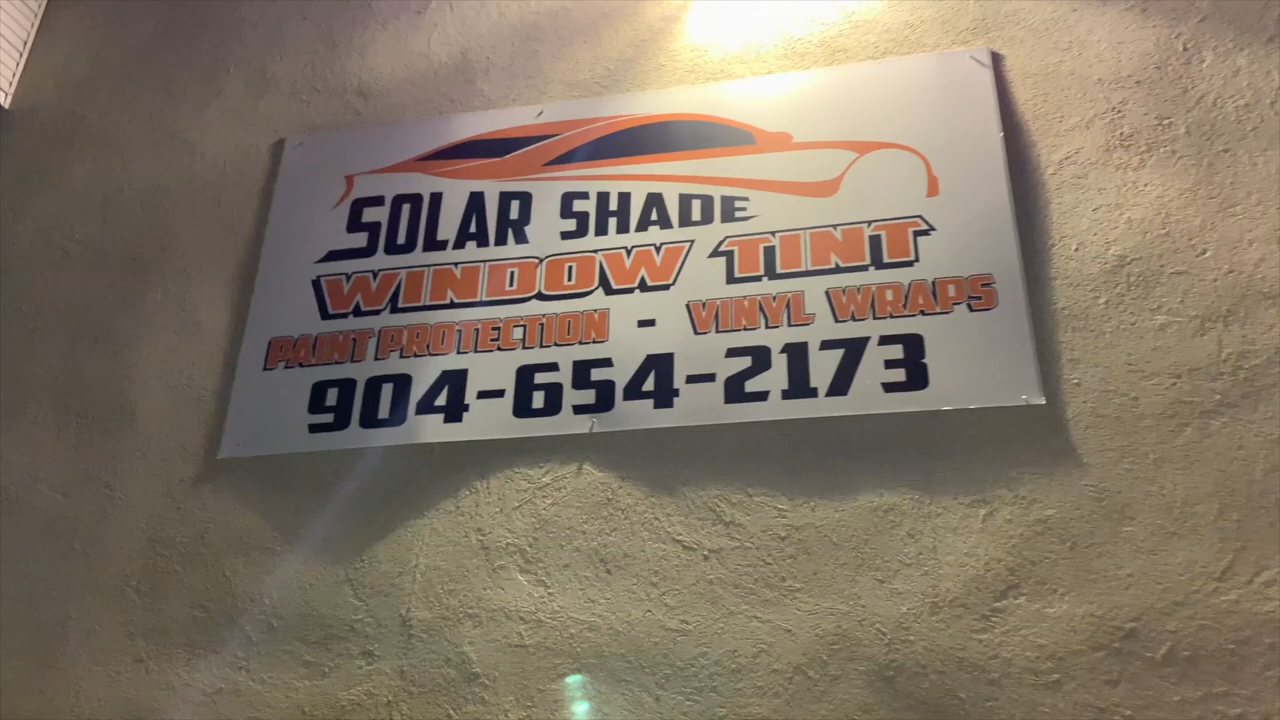 SOLAR SHADE
WINDOW TINT
PAINT PROTECTION - VINYL WRAPS
904-654-2173